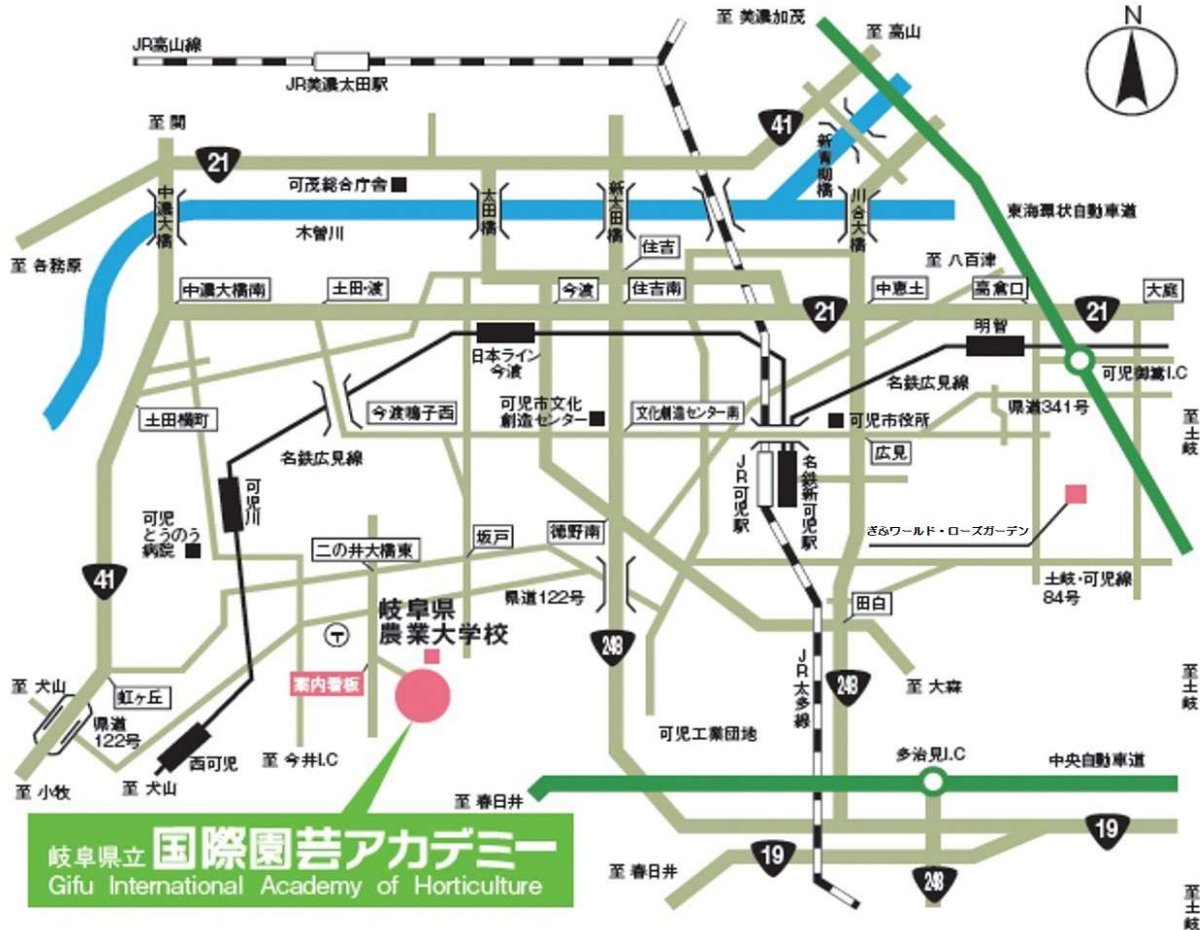 至 美濃加茂
N
至 高山
JR高山線
JR美濃太田駅
至 関
41
21
可茂総合庁舎
中濃大橋
太田橋
新太田橋
新青柳橋
川合大橋
東海環状自動車道
木曽川
至 各務原
住吉
至 八百津
中濃大橋南
土田・渡
今渡
住吉南
中恵土
高倉口
大庭
21
21
明智
日本ライン
今渡
名鉄広見線
可児御嵩I.C
土田横町
今渡鳴子西
可児市文化
創造センター
文化創造センター南
可児市役所
県道341号
至 土岐
広見
名鉄広見線
可児川
JR可児駅
名鉄新可児駅
可児
とうのう
病院
ぎふワールド・ローズガーデン
二の井大橋東
坂戸
徳野南
41
県道122号
土岐・可児線
84号
田白
岐阜県
農業大学校
248
JR太多線
248
至 大森
至 土岐
案内看板
至 犬山
虹ヶ丘
県道
122号
西可児
至 今井I.C
可児工業団地
多治見I.C
中央自動車道
至 小牧
至 犬山
至 春日井
岐阜県立 国際園芸アカデミー
Gifu International Academy of Horticulture
19
19
至 春日井
248
至 土岐